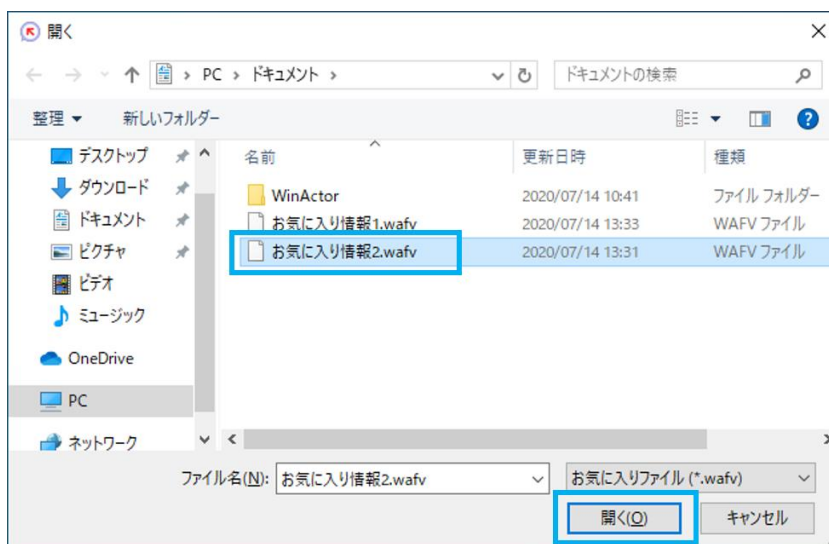 開く
PC > ドキュメント >
ドキュメントの検索
整理 新しいフォルダー
名前 更新日時 種類
デスクトップ
ダウンロード
ドキュメント
ピクチャ
ビデオ
ミュージック
OneDrive
PC
ネットワーク
WinActor 2020/07/14 10:41 ファイル フォルダー
お気に入り情報1.wafv 2020/07/14 13:33 WAFV ファイル
お気に入り情報2.wafv 2020/07/14 13:31 WAFV ファイル
ファイル名(N): お気に入り情報2.wafv お気に入りファイル (*.wafv)
開く(O) キャンセル